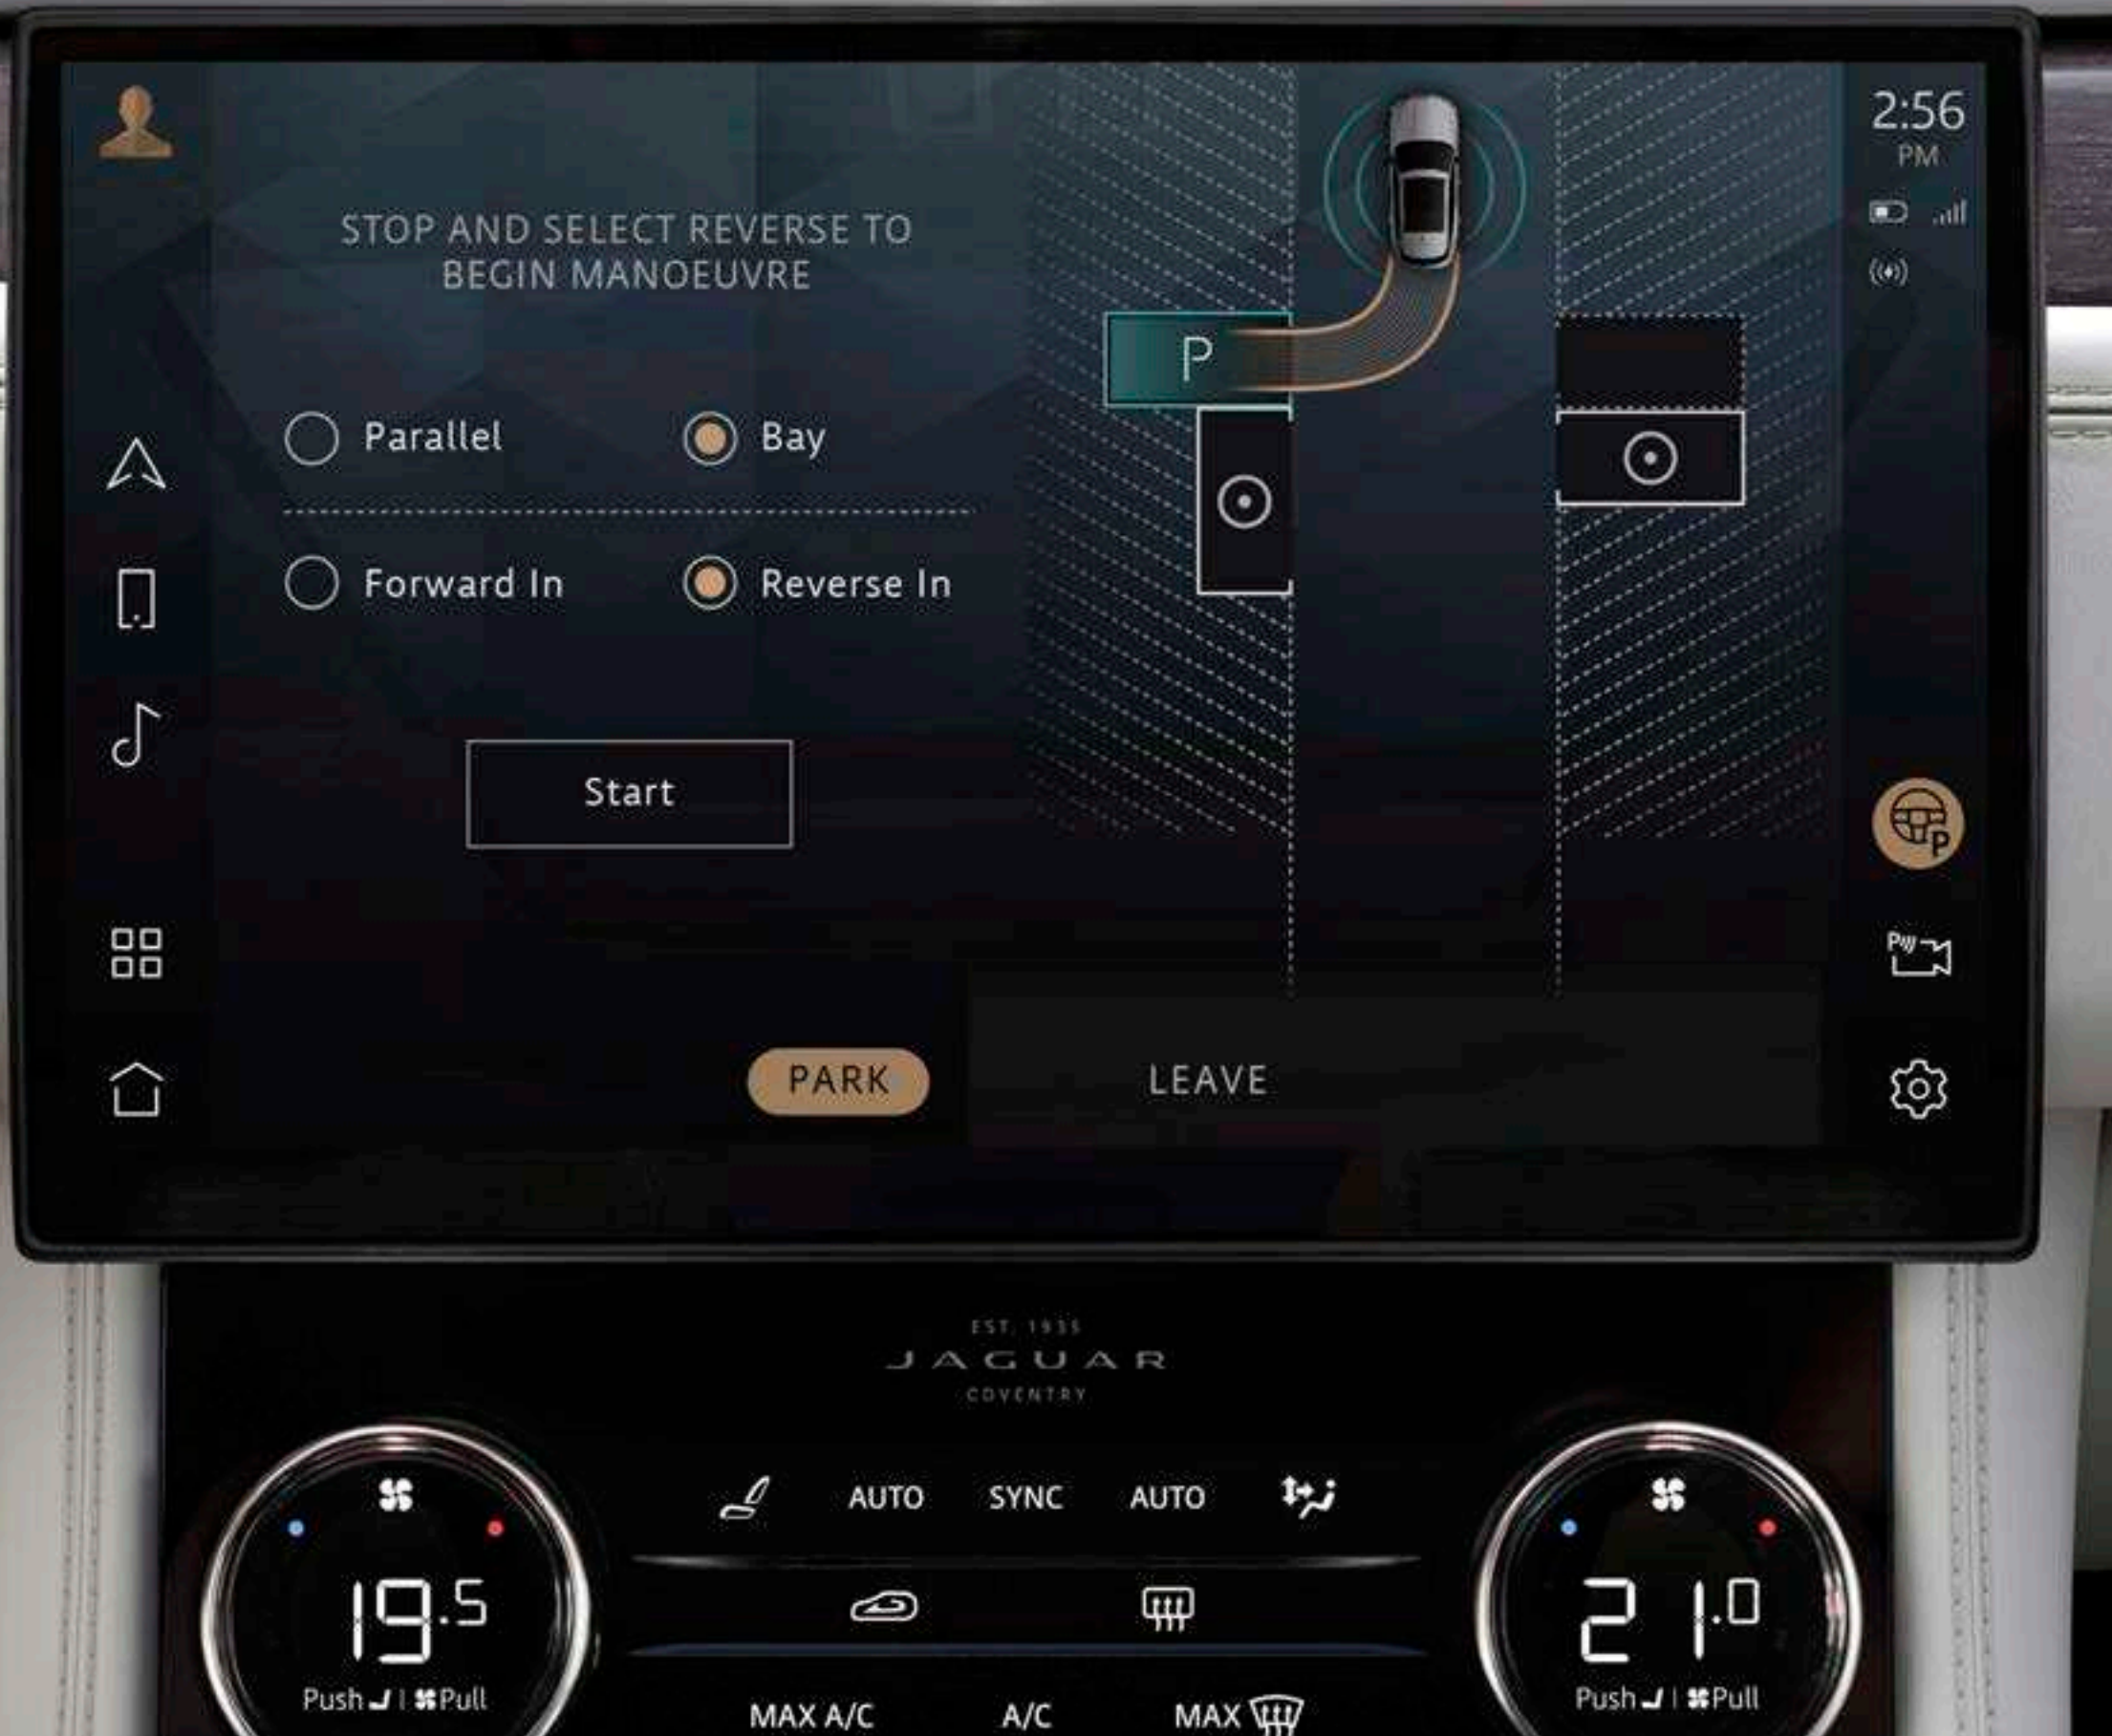 2:56
PM
STOP AND SELECT REVERSE TO
BEGIN MANOEUVRE
P
Parallel
Bay
Forward In
Reverse In
Start
P
P
PARK
LEAVE
EST. 1935
JAGUAR
COVENTRY
AUTO
SYNC
AUTO
19.5
21.0
Push | Pull
Push | Pull
MAX A/C
A/C
MAX